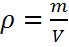 ρ = m/V